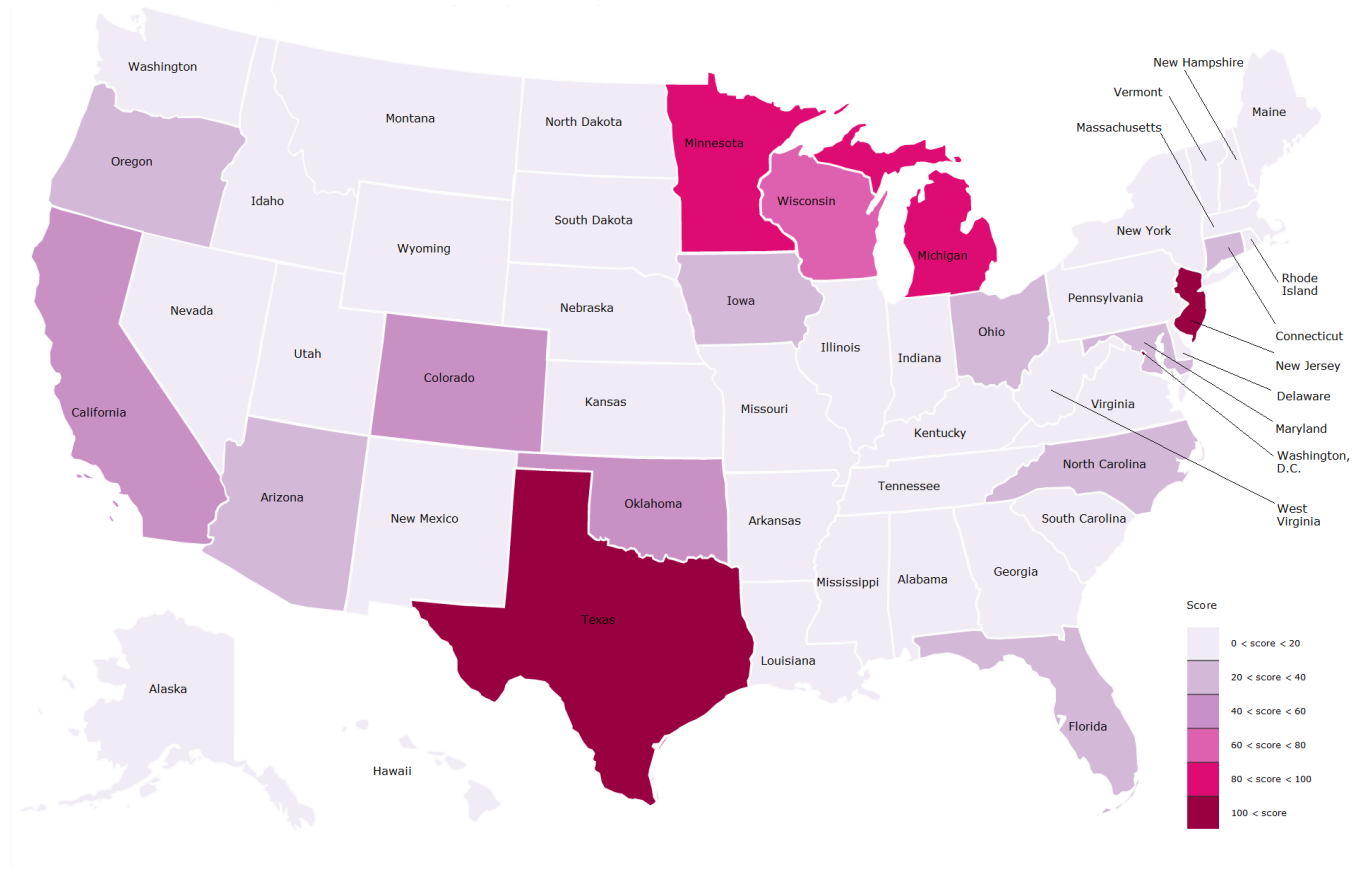 New Hampshire
Washington
Vermont
Maine
Montana
North Dakota
Massachusetts
Minnesota
Oregon
Idaho
Wisconsin
South Dakota
New York
Wyoming
Michigan
Rhode
Island
Pennsylvania
Iowa
Nebraska
Nevada
Ohio
Connecticut
Illinois
Utah
Indiana
New Jersey
Colorado
Delaware
Kansas
Virginia
California
Missouri
Maryland
Kentucky
Washington,
D.C.
North Carolina
Tennessee
Arizona
Oklahoma
West
Virginia
New Mexico
Arkansas
South Carolina
Georgia
Alabama
Mississippi
Score
Texas
0 < score < 20
Louisiana
20 < score < 40
Alaska
40 < score < 60
Florida
60 < score < 80
Hawaii
80 < score < 100
100 < score